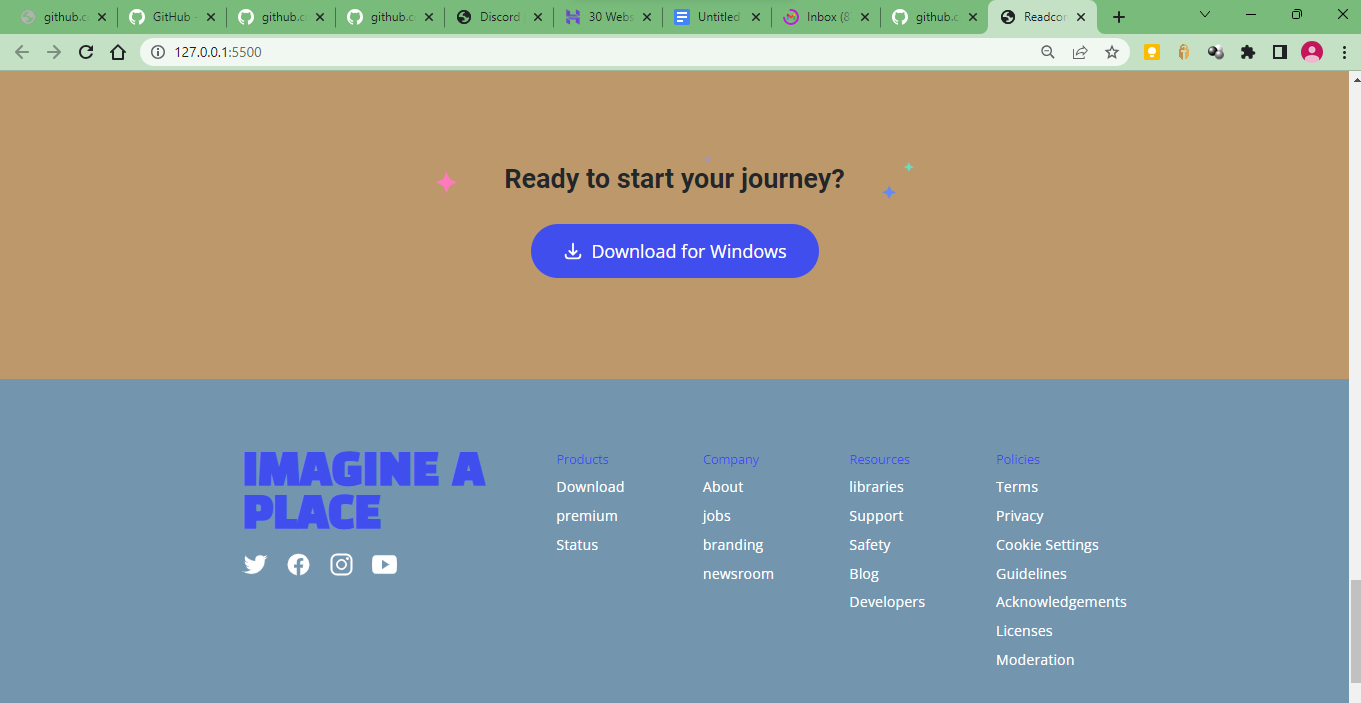 github.c
GitHub -
github.c
github.c
Discord
30 Webs
Untitled
Inbox (8
github.c
Readcor
127.0.0.1:5500
Ready to start your journey?
Download for Windows
IMAGINE A
PLACE
Products
Download
premium
Status
Company
About
jobs
branding
newsroom
Resources
libraries
Support
Safety
Blog
Developers
Policies
Terms
Privacy
Cookie Settings
Guidelines
Acknowledgements
Licenses
Moderation